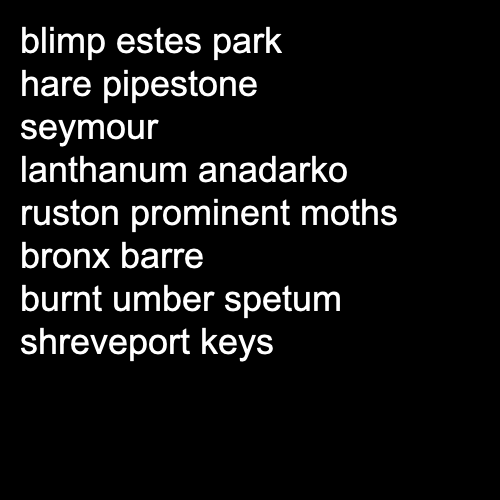 blimp estes park
hare pipestone
seymour
lanthanum anadarko
ruston prominent moths
bronx barre
burnt umber spetum
shreveport keys